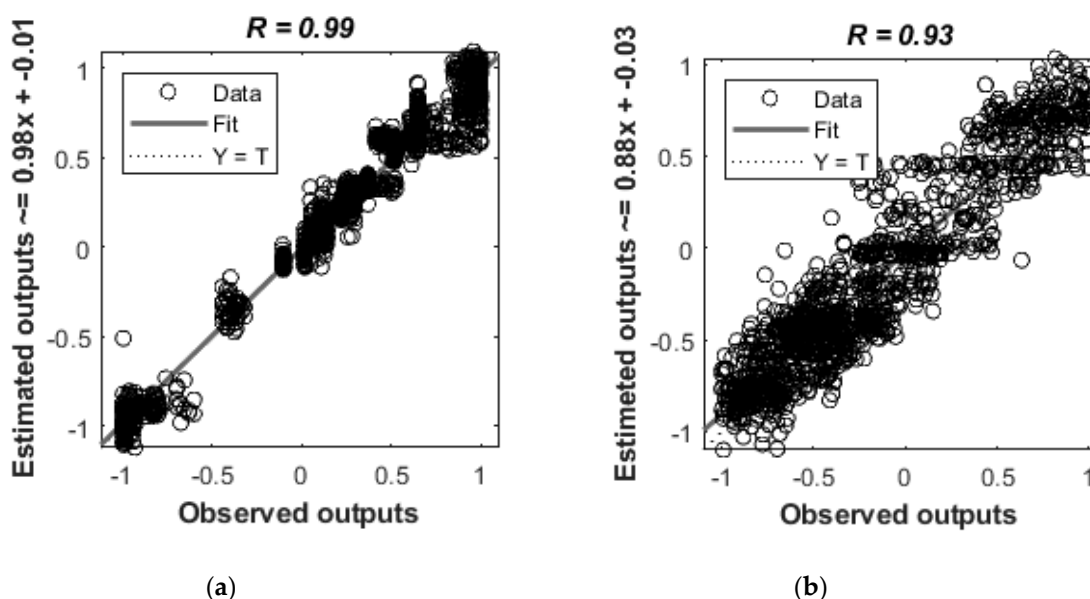 R = 0.99
Estimated outputs ~= 0.98x + -0.01
1
0.5
0
-0.5
-1
Data
Fit
Y = T
-1
-0.5
0
0.5
1
Observed outputs
(a)
R = 0.93
Estimeted outputs ~= 0.88x + -0.03
1
0.5
0
-0.5
-1
Data
Fit
Y = T
-1
-0.5
0
0.5
1
Observed outputs
(b)